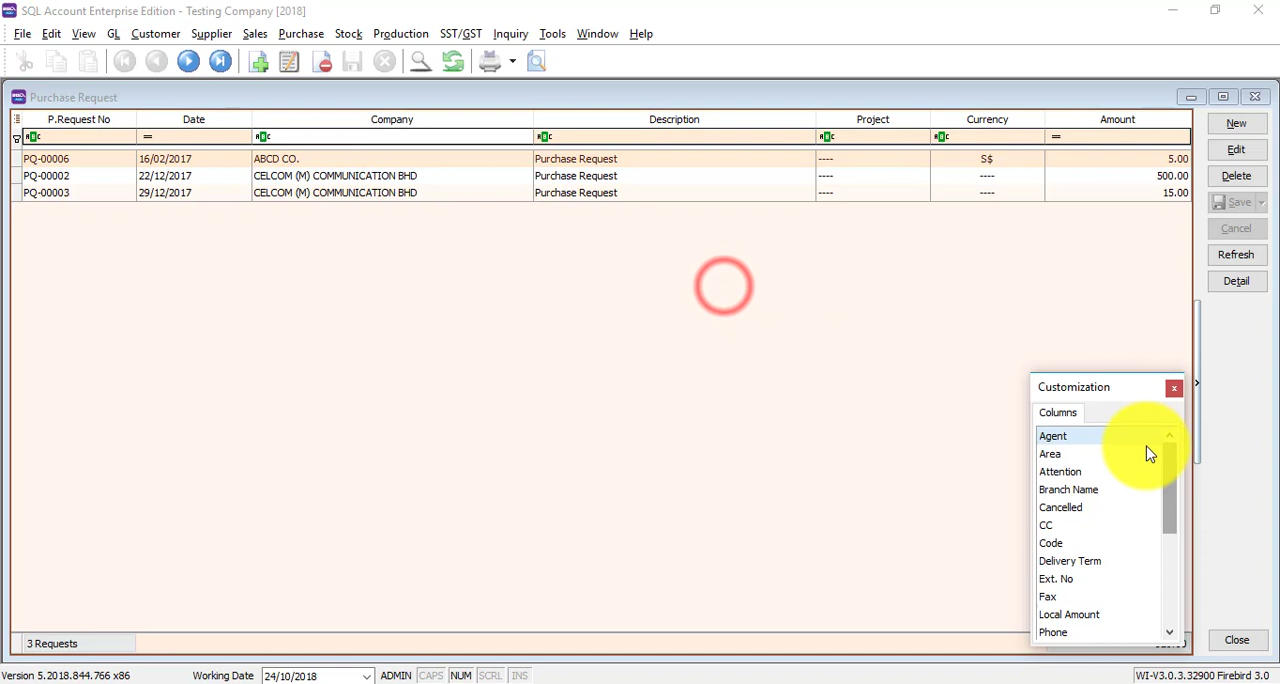 SQL Account Enterprise Edition - Testing Company [2018]
File Edit View GL Customer Supplier Sales Purchase Stock Production SST/GST Inquiry Tools Window Help
Purchase Request
P.Request No Date Company Description Project Currency Amount
PQ-00006 16/02/2017 ABCD CO. Purchase Request ---- S$ 5.00
PQ-00002 22/12/2017 CELCOM (M) COMMUNICATION BHD Purchase Request ---- ---- 500.00
PQ-00003 29/12/2017 CELCOM (M) COMMUNICATION BHD Purchase Request ---- ---- 15.00
New
Edit
Delete
Save
Cancel
Refresh
Detail
Customization
Columns
Agent
Area
Attention
Branch Name
Cancelled
CC
Code
Delivery Term
Ext. No
Fax
Local Amount
Phone
3 Requests
Close
Version 5.2018.844.766 x86 Working Date 24/10/2018 ADMIN CAPS NUM SCRL INS WI-V3.0.3.32900 Firebird 3.0